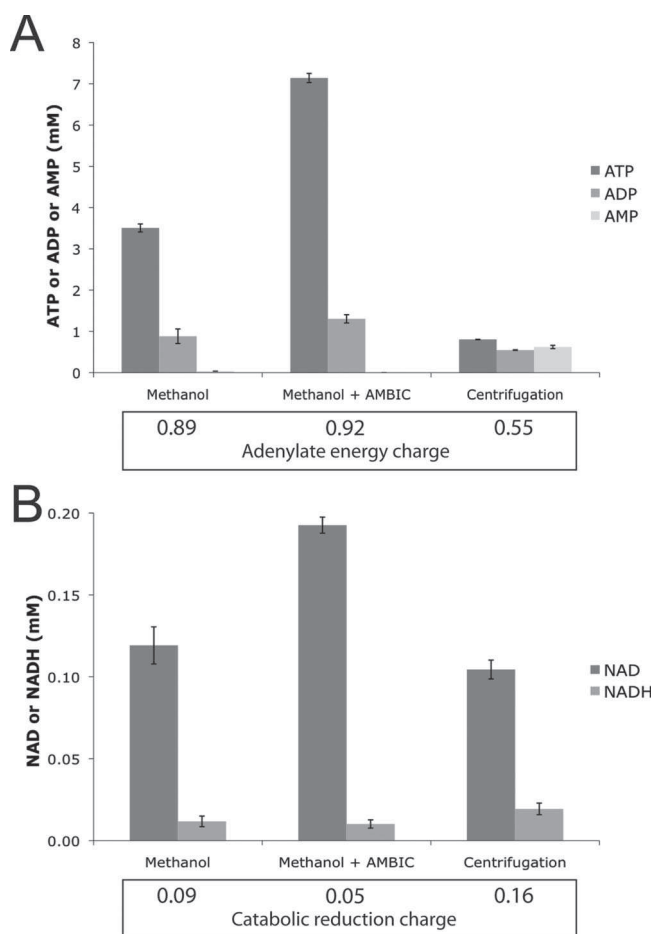 A
ATP or ADP or AMP (mM)
8
7
6
5
4
3
2
1
0
ATP
ADP
AMP
Methanol Methanol + AMBIC Centrifugation
0.89 0.92 0.55
Adenylate energy charge
B
NAD or NADH (mM)
0.20
0.15
0.10
0.05
0.00
NAD
NADH
Methanol Methanol + AMBIC Centrifugation
0.09 0.05 0.16
Catabolic reduction charge